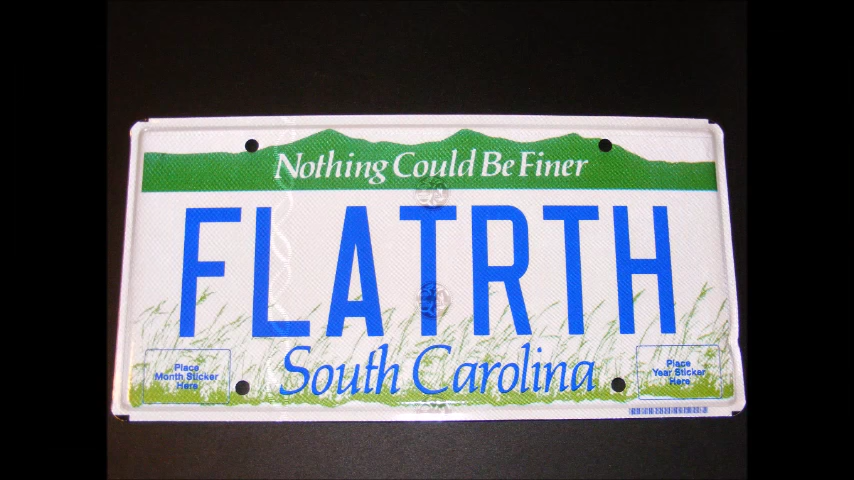 Nothing Could Be Finer
FLATRTH
South Carolina
Place
Month Sticker
Here
Place
Year Sticker
Here